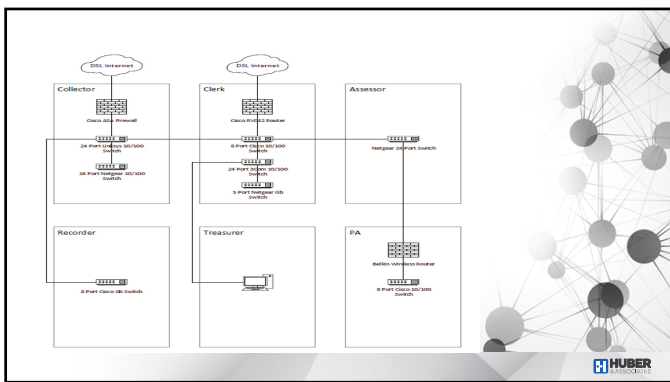 DSL Internet
DSL Internet
Collector
Clerk
Assessor
Cisco ASA Firewall
Cisco RV042 Router
24 Port Linksys 10/100
Switch
8 Port Cisco 10/100
Switch
Netgear 24 Port Switch
16 Port Netgear 10/100
Switch
24 Port 3Com 10/100
Switch
5 Port Netgear Gb
Switch
Recorder
Treasurer
PA
Belkin Wireless Router
8 Port Cisco Gb Switch
8 Port Cisco 10/100
Switch
HUBER
& ASSOCIATES